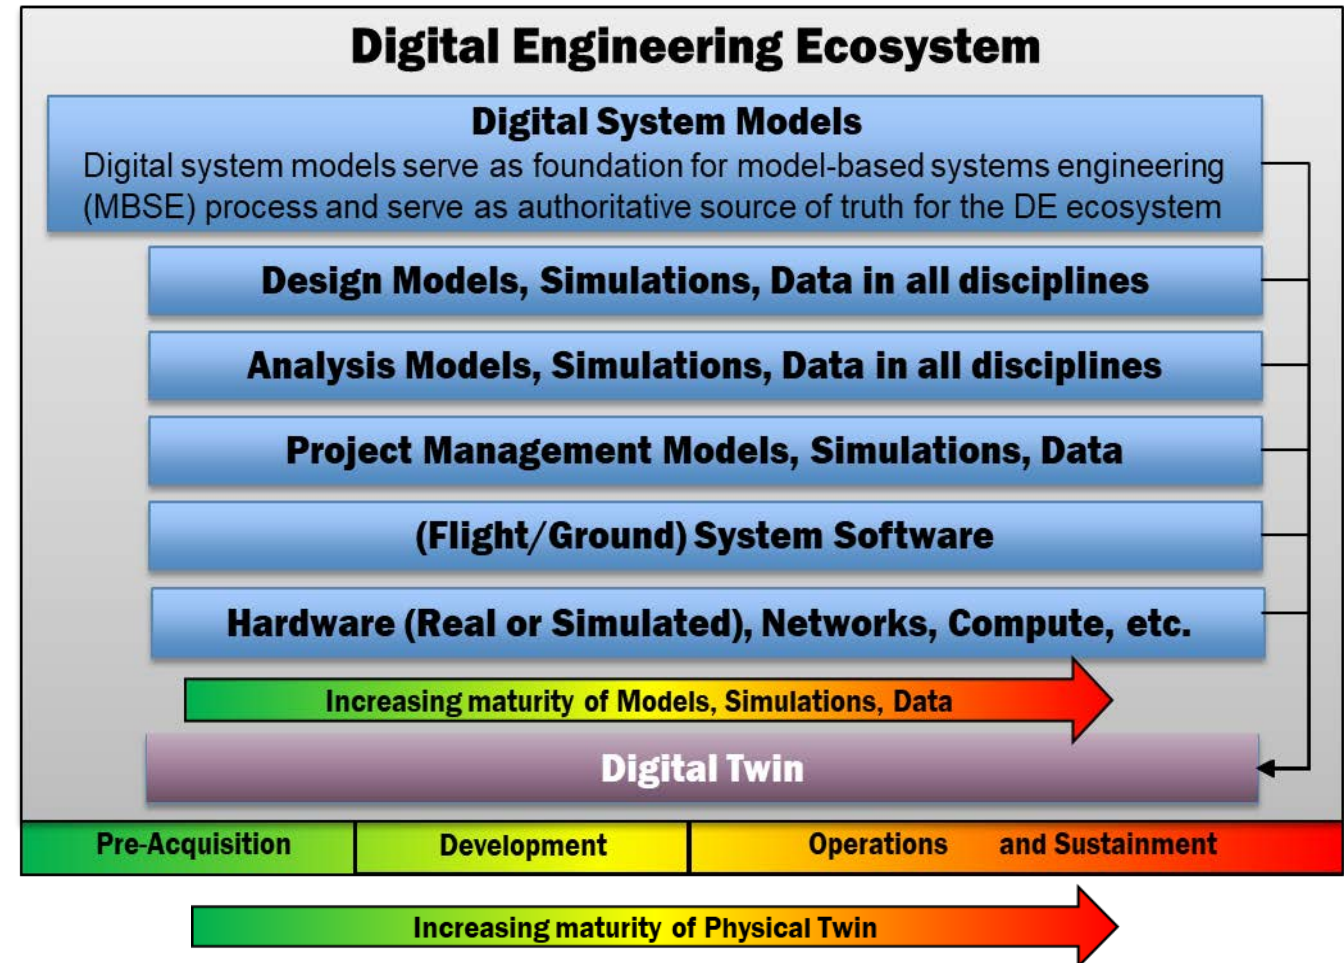 Digital Engineering Ecosystem
Digital System Models
Digital system models serve as foundation for model-based systems engineering
(MBSE) process and serve as authoritative source of truth for the DE ecosystem
Design Models, Simulations, Data in all disciplines
Analysis Models, Simulations, Data in all disciplines
Project Management Models, Simulations, Data
(Flight/Ground) System Software
Hardware (Real or Simulated), Networks, Compute, etc.
Increasing maturity of Models, Simulations, Data
Digital Twin
Pre-Acquisition
Development
Operations and Sustainment
Increasing maturity of Physical Twin